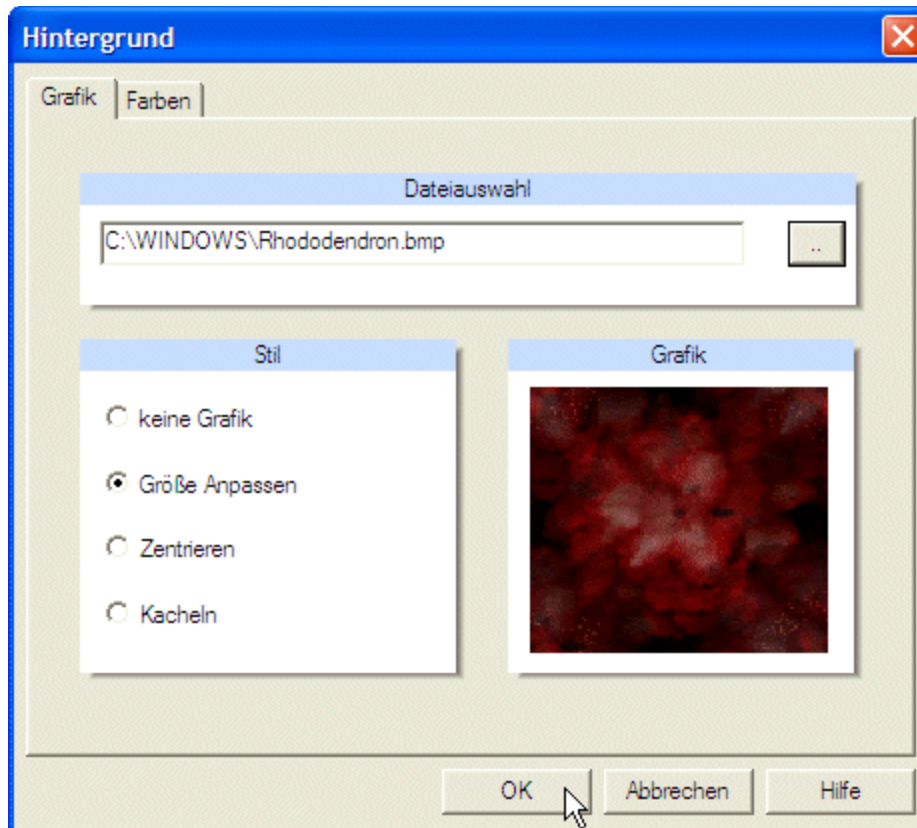 Hintergrund
Grafik
Farben
Dateiauswahl
C:\WINDOWS\Rhododendron.bmp
..
Stil
Grafik
keine Grafik
Größe Anpassen
Zentrieren
Kacheln
OK
Abbrechen
Hilfe